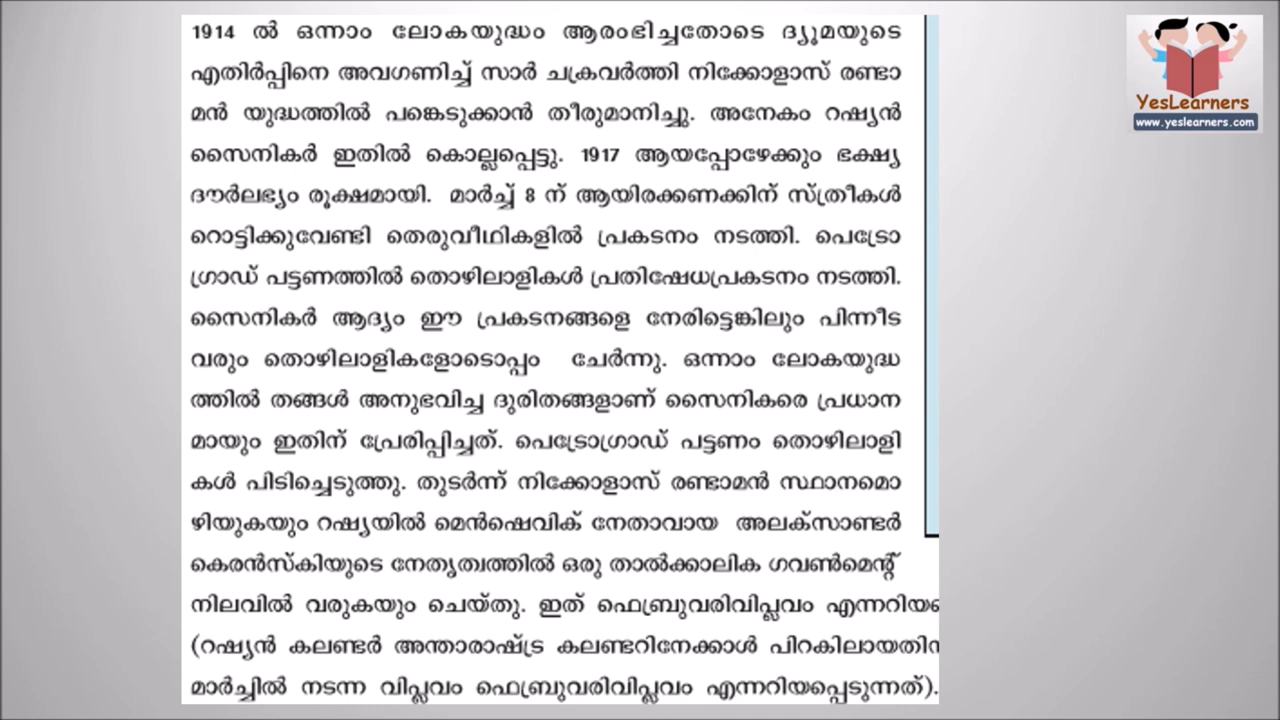 1914 ൽ ഒന്നാം ലോകയുദ്ധം ആരംഭിച്ചതോടെ ദ്യൂമയുടെ
എതിർപ്പിനെ അവഗണിച്ച് സാർ ചക്രവർത്തി നിക്കോളാസ് രണ്ടാ
മൻ യുദ്ധത്തിൽ പങ്കെടുക്കാൻ തീരുമാനിച്ചു. അനേകം റഷ്യൻ
സൈനികർ ഇതിൽ കൊല്ലപ്പെട്ടു. 1917 ആയപ്പോഴേക്കും ഭക്ഷ്യ
ദൗർലഭ്യം രൂക്ഷമായി. മാർച്ച് 8 ന് ആയിരക്കണക്കിന് സ്ത്രീകൾ
റൊട്ടിക്കുവേണ്ടി തെരുവീഥികളിൽ പ്രകടനം നടത്തി. പെട്രോ
ഗ്രാഡ് പട്ടണത്തിൽ തൊഴിലാളികൾ പ്രതിഷേധപ്രകടനം നടത്തി.
സൈനികർ ആദ്യം ഈ പ്രകടനങ്ങളെ നേരിട്ടെങ്കിലും പിന്നീട
വരും തൊഴിലാളികളോടൊപ്പം ചേർന്നു. ഒന്നാം ലോകയുദ്ധ
ത്തിൽ തങ്ങൾ അനുഭവിച്ച ദുരിതങ്ങളാണ് സൈനികരെ പ്രധാന
മായും ഇതിന് പ്രേരിപ്പിച്ചത്. പെട്രോഗ്രാഡ് പട്ടണം തൊഴിലാളി
കൾ പിടിച്ചെടുത്തു. തുടർന്ന് നിക്കോളാസ് രണ്ടാമൻ സ്ഥാനമൊ
ഴിയുകയും റഷ്യയിൽ മെൻഷെവിക് നേതാവായ അലക്സാണ്ടർ
കെരൻസ്കിയുടെ നേതൃത്വത്തിൽ ഒരു താൽക്കാലിക ഗവൺമെന്റ്
നിലവിൽ വരുകയും ചെയ്തു. ഇത് ഫെബ്രുവരിവിപ്ലവം
(റഷ്യൻ കലണ്ടർ അന്താരാഷ്ട്ര കലണ്ടറിനേക്കാൾ
മാർച്ചിൽ നടന്ന വിപ്ലവം ഫെബ്രുവരിവിപ്ലവം എന്നറിയപ്പെടുന്നത്).
YesLearners
www.yeslearners.com